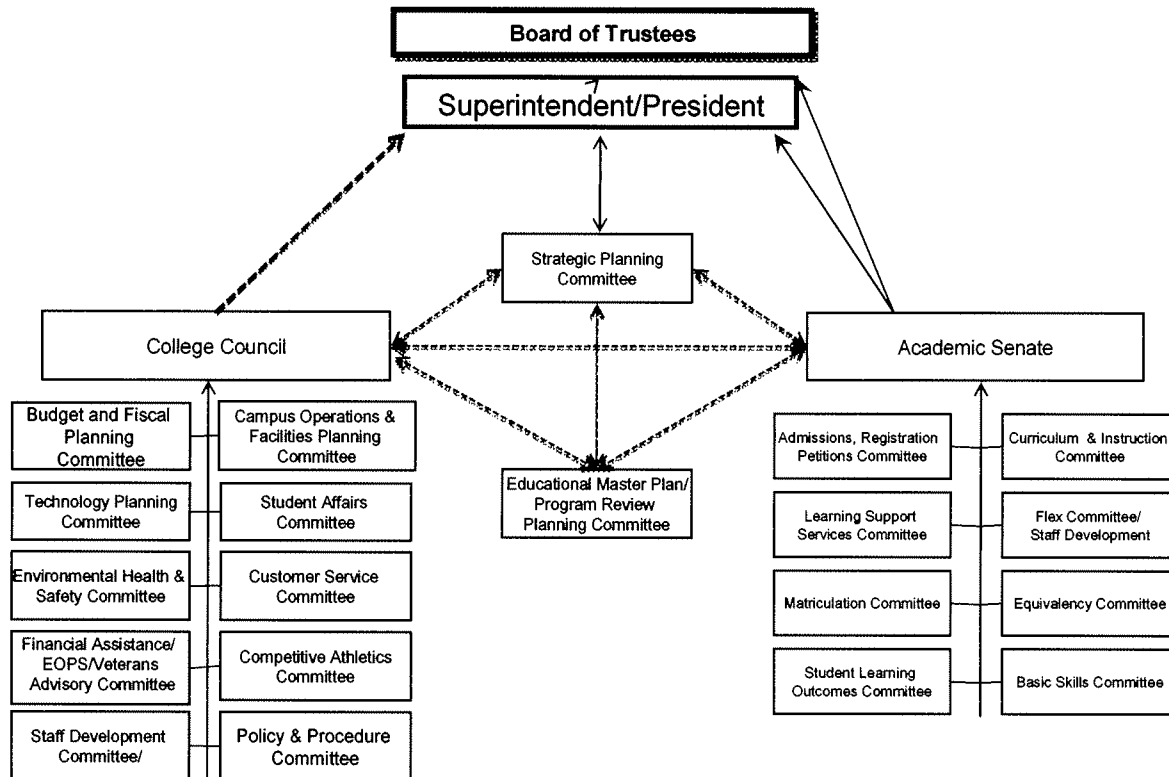 Board of Trustees
Superintendent/President
Strategic Planning
Committee
College Council
Academic Senate
Budget and Fiscal
Planning
Committee
Campus Operations &
Facilities Planning
Committee
Technology Planning
Committee
Student Affairs
Committee
Environmental Health &
Safety Committee
Customer Service
Committee
Financial Assistance/
EOPS/Veterans
Advisory Committee
Competitive Athletics
Committee
Staff Development
Committee/
Policy & Procedure
Committee
Educational Master Plan/
Program Review
Planning Committee
Admissions, Registration
Petitions Committee
Curriculum & Instruction
Committee
Learning Support
Services Committee
Flex Committee/
Staff Development
Matriculation Committee
Equivalency Committee
Student Learning
Outcomes Committee
Basic Skills Committee